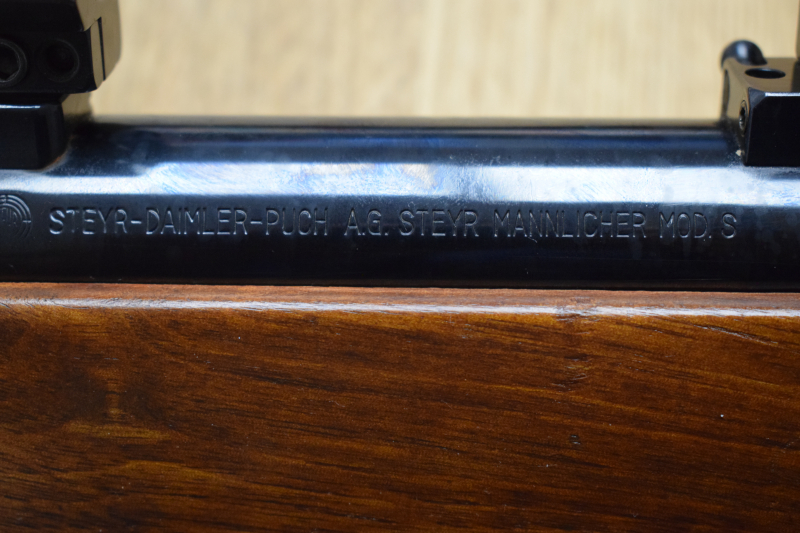 STEYR-DAIMLER-PUCH A.G. STEYR MANNLICHER MOD. S